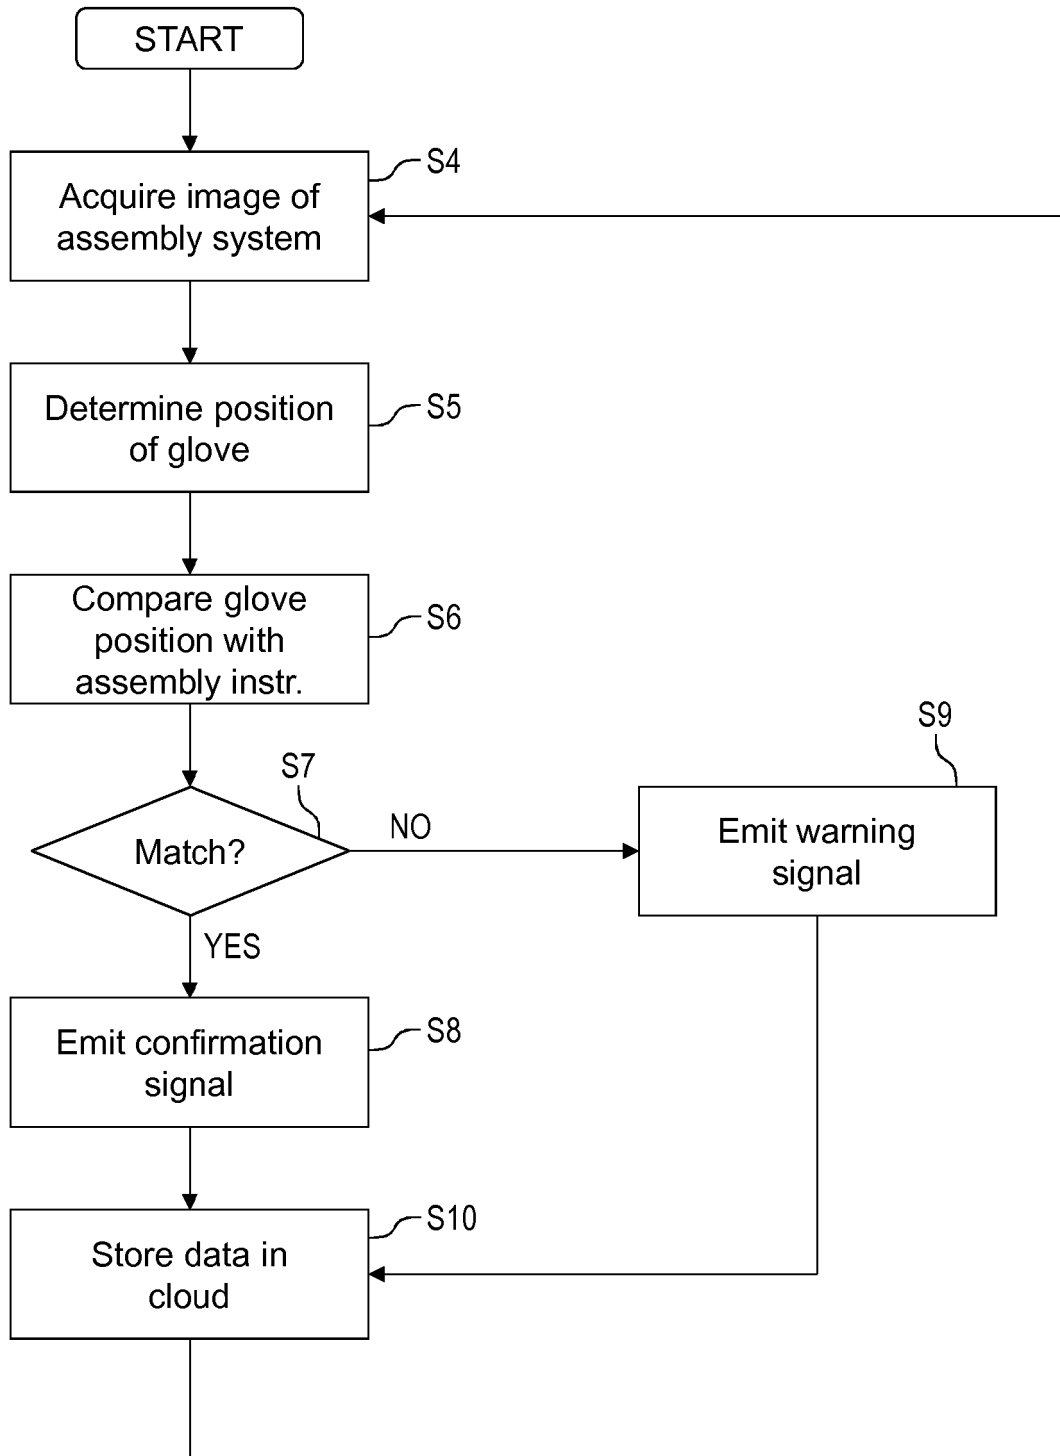 START
S4
Acquire image of
assembly system
S5
Determine position
of glove
S6
Compare glove
position with
assembly instr.
S9
S7
Match?
NO
Emit warning
signal
YES
S8
Emit confirmation
signal
S10
Store data in
cloud